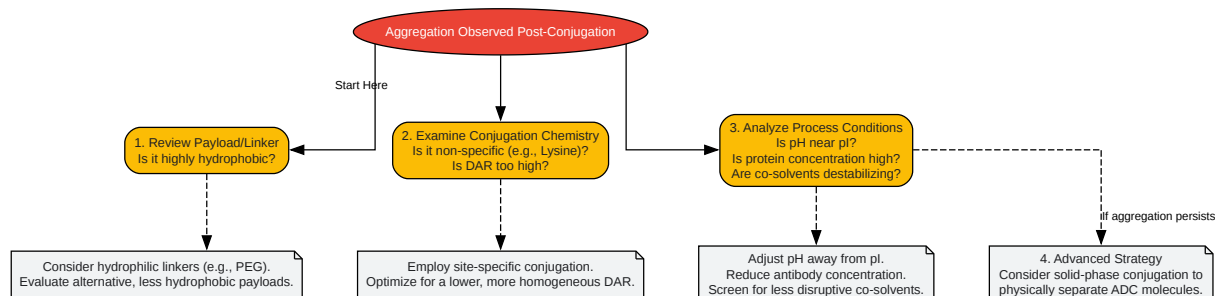 Aggregation Observed Post-Conjugation
Start Here
1. Review Payload/Linker
Is it highly hydrophobic?
2. Examine Conjugation Chemistry
Is it non-specific (e.g., Lysine)?
Is DAR too high?
3. Analyze Process Conditions
Is pH near pI?
Is protein concentration high?
Are co-solvents destabilizing?
If aggregation persists
Consider hydrophilic linkers (e.g., PEG).
Evaluate alternative, less hydrophobic payloads.
Employ site-specific conjugation.
Optimize for a lower, more homogeneous DAR.
Adjust pH away from pI.
Reduce antibody concentration.
Screen for less disruptive co-solvents.
4. Advanced Strategy
Consider solid-phase conjugation to
physically separate ADC molecules.